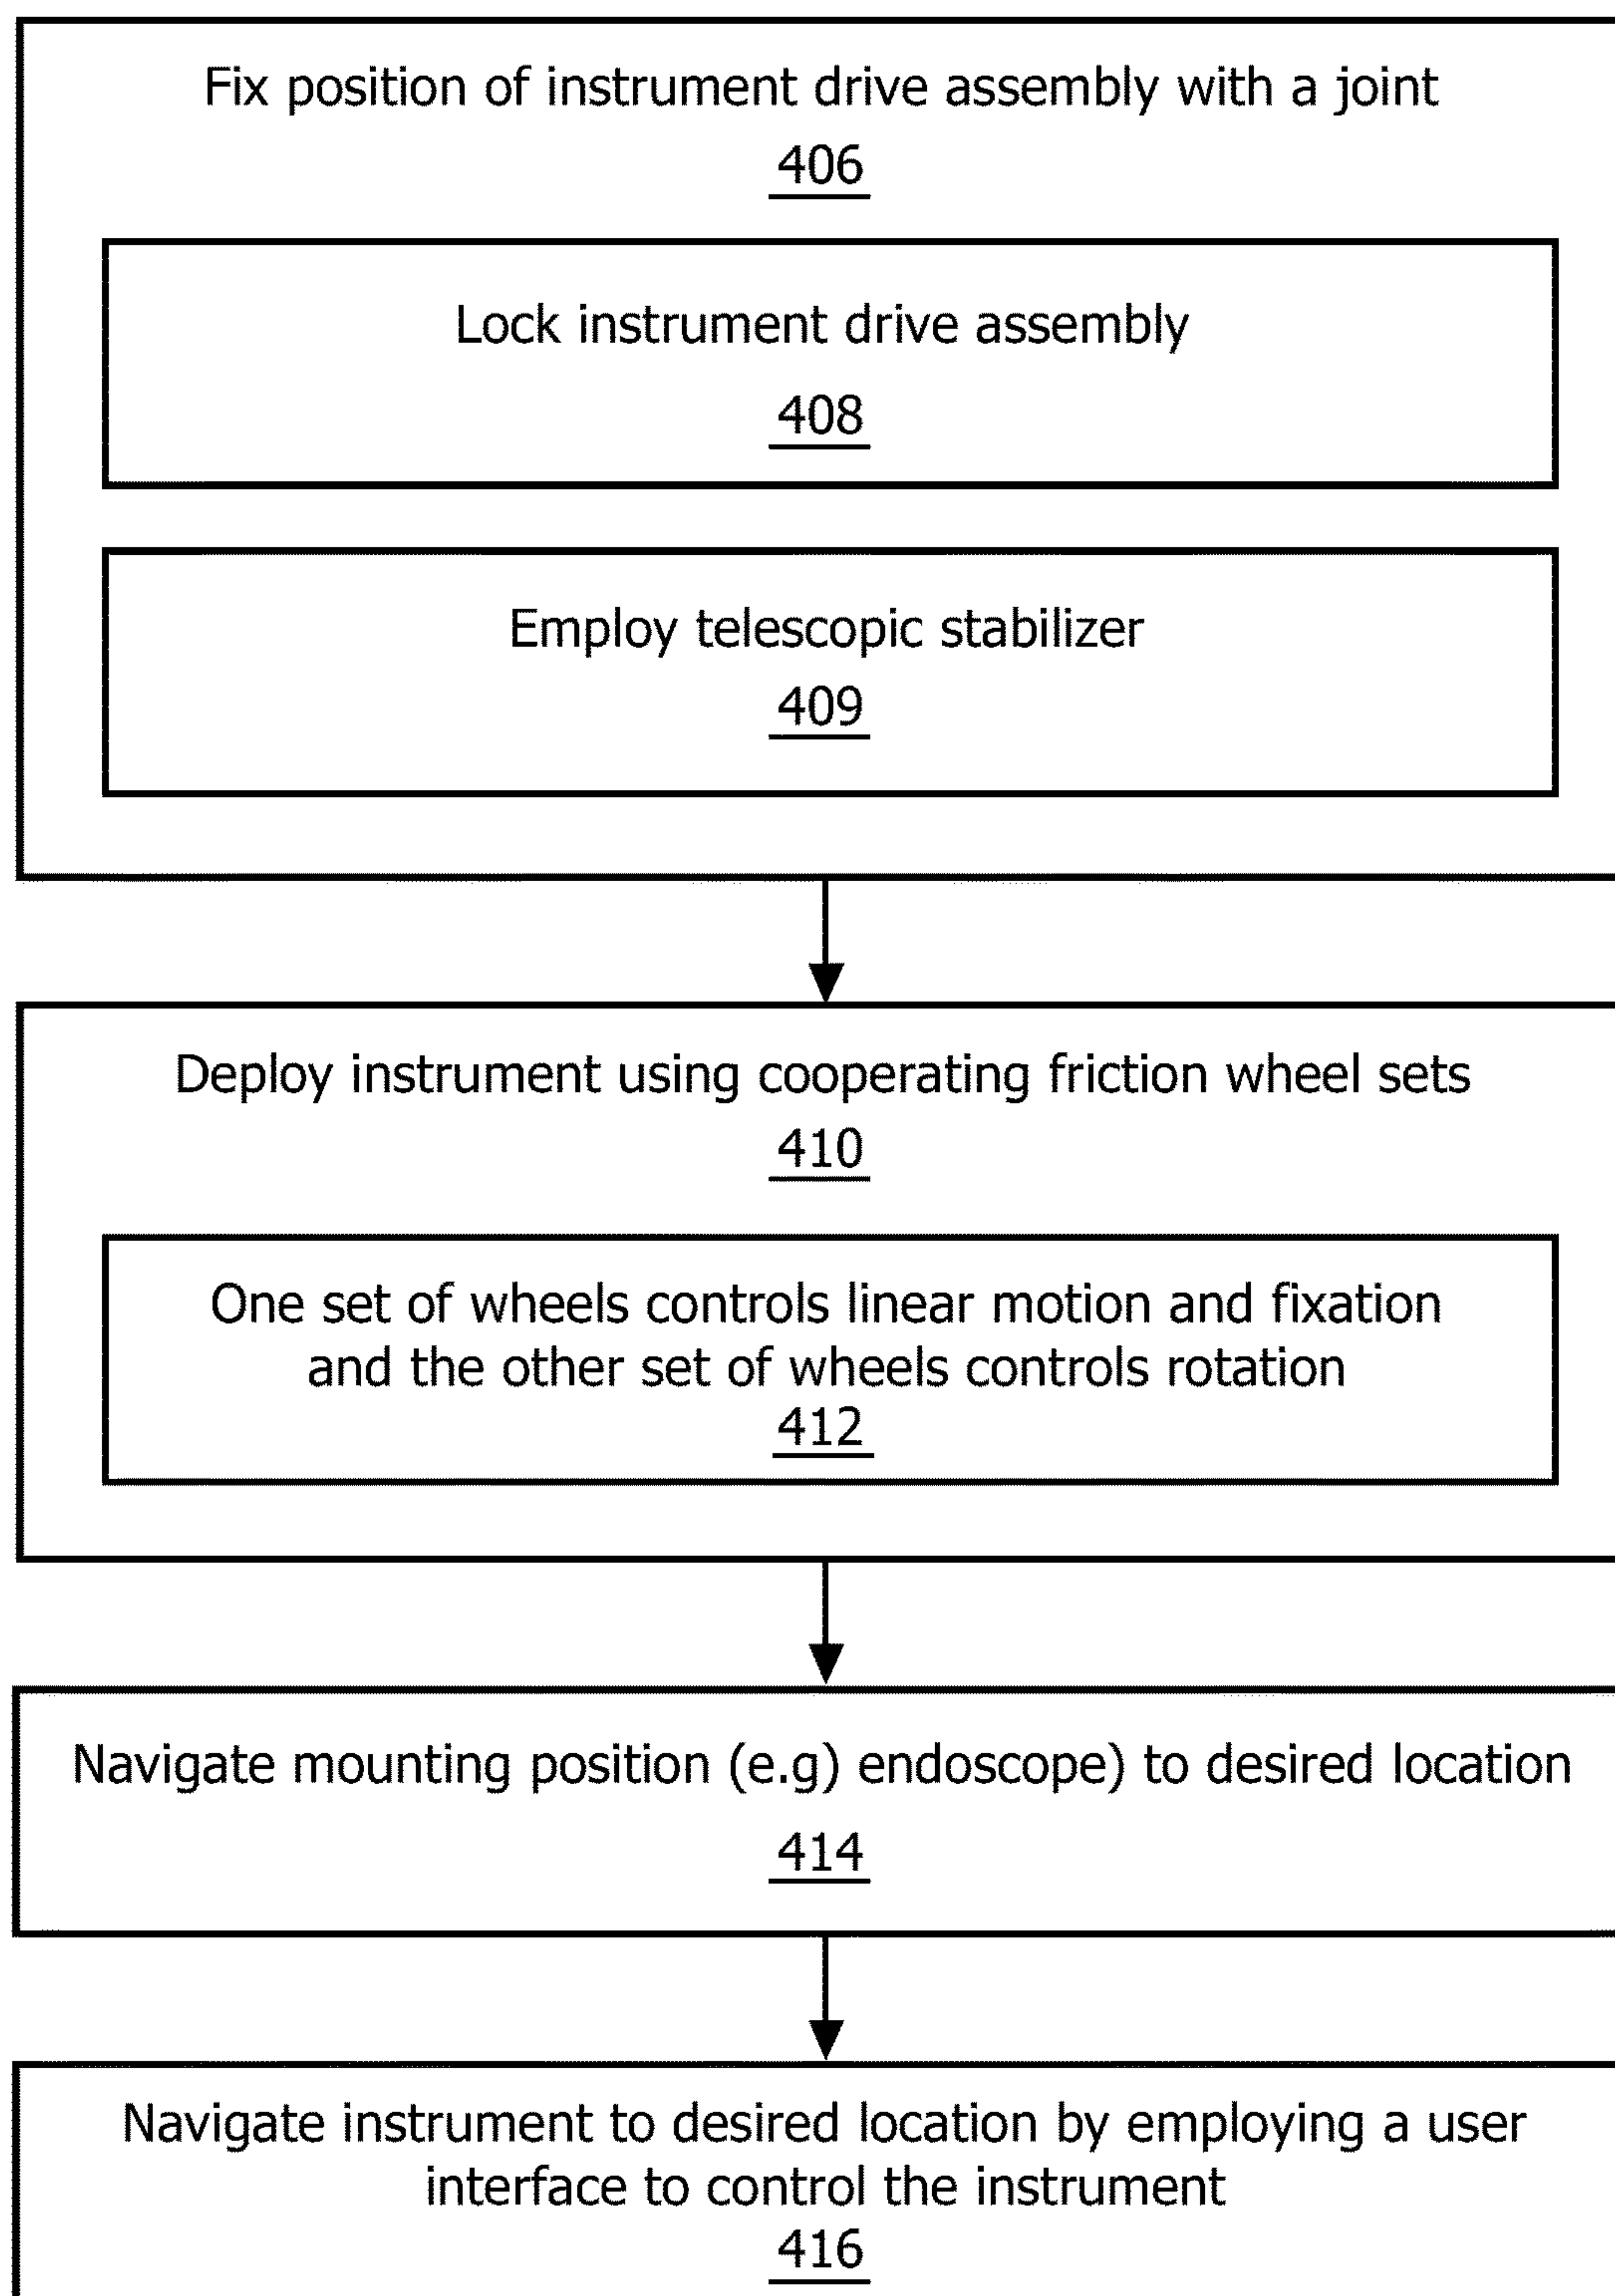 Fix position of instrument drive assembly with a joint
406
Lock instrument drive assembly
408
Employ telescopic stabilizer
409
Deploy instrument using cooperating friction wheel sets
410
One set of wheels controls linear motion and fixation
and the other set of wheels controls rotation
412
Navigate mounting position (e.g) endoscope) to desired location
414
Navigate instrument to desired location by employing a user
interface to control the instrument
416